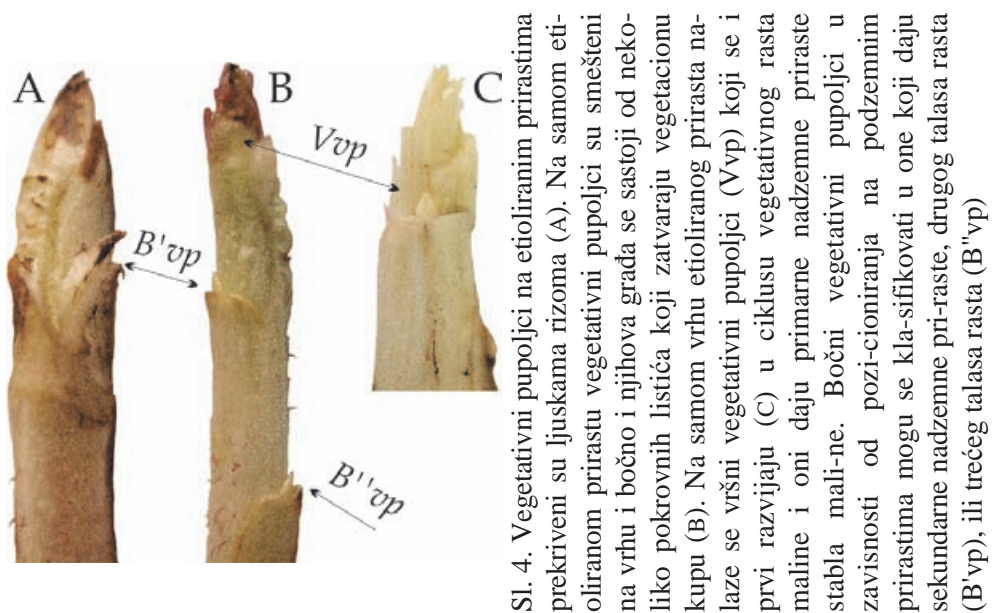 A
B
C
Vvp
B'vp
B''vp
Sl. 4. Vegetativni pupoljci na etioliranim prirastima
prekriveni su ljuskama rizoma (A). Na samom eti-
oliranom prirastu vegetativni pupoljci su smešteni
na vrhu i bočno i njihova građa se sastoji od neko-
liko pokrovnih listića koji zatvaraju vegetacionu
kupu (B). Na samom vrhu etioliranog prirasta na-
laze se vršni vegetativni pupoljci (Vvp) koji se i
prvi razvijaju (C) u ciklusu vegetativnog rasta
maline i oni daju primarne nadzemne priraste
stabla mali-ne. Bočni vegetativni pupoljci u
zavisnosti od pozi-cioniranja na podzemnim
prirastima mogu se kla-sifikovati u one koji daju
sekundarne nadzemne pri-raste, drugog talasa rasta
(B'vp), ili trećeg talasa rasta (B"vp)